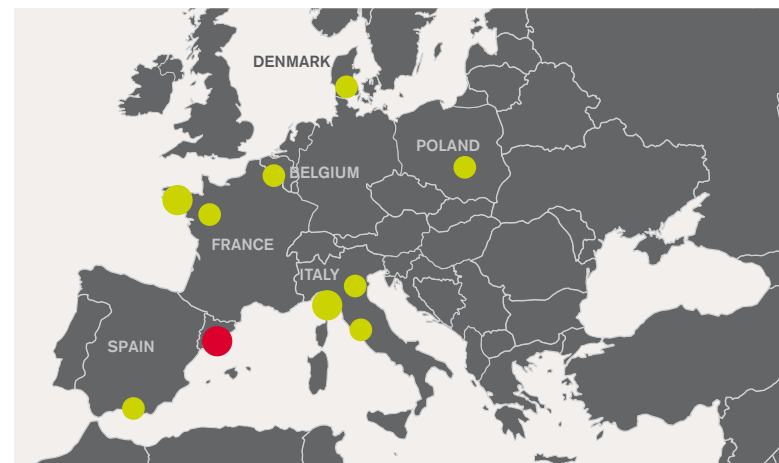 DENMARK
POLAND
BELGIUM
FRANCE
ITALY
SPAIN